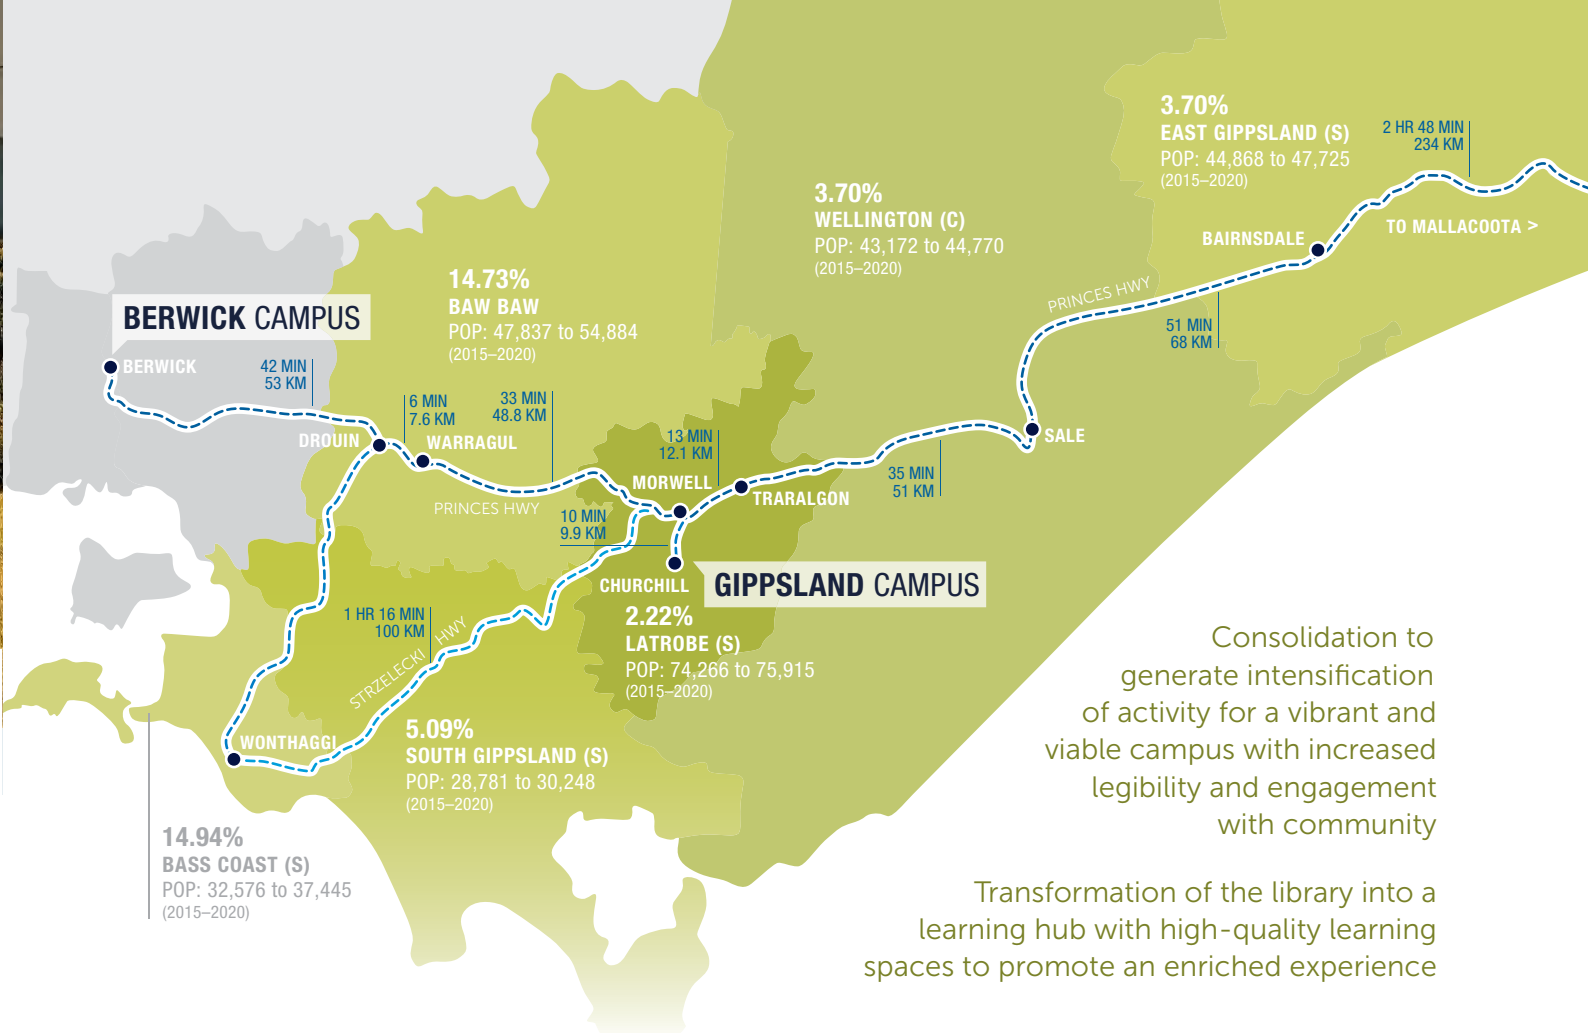 3.70%
EAST GIPPSLAND (S)
POP: 44,868 to 47,725
(2015–2020)
2 HR 48 MIN
234 KM
TO MALLACOOTA >
BAIRNSDALE
3.70%
WELLINGTON (C)
POP: 43,172 to 44,770
(2015–2020)
PRINCES HWY
51 MIN
68 KM
14.73%
BAW BAW
POP: 47,837 to 54,884
(2015–2020)
BERWICK CAMPUS
BERWICK
42 MIN
53 KM
6 MIN
7.6 KM
33 MIN
48.8 KM
DROUIN
WARRAGUL
PRINCES HWY
13 MIN
12.1 KM
MORWELL
TRARALGON
SALE
35 MIN
51 KM
10 MIN
9.9 KM
CHURCHILL
GIPPSLAND CAMPUS
2.22%
LATROBE (S)
POP: 74,266 to 75,915
(2015–2020)
1 HR 16 MIN
100 KM
STRZELECKI HWY
WONTHAGGI
5.09%
SOUTH GIPPSLAND (S)
POP: 28,781 to 30,248
(2015–2020)
14.94%
BASS COAST (S)
POP: 32,576 to 37,445
(2015–2020)
Consolidation to
generate intensification
of activity for a vibrant and
viable campus with increased
legibility and engagement
with community
Transformation of the library into a
learning hub with high-quality learning
spaces to promote an enriched experience